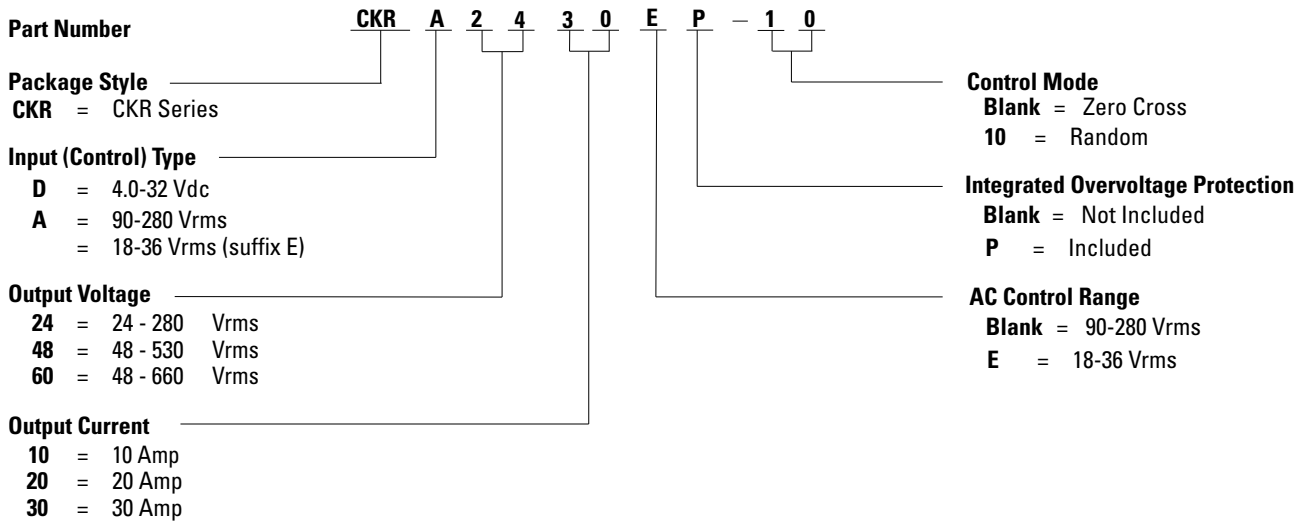 Part Number CKR A 2 4 3 0 E P – 1 0
Package Style
CKR = CKR Series
Input (Control) Type
D = 4.0-32 Vdc
A = 90-280 Vrms
= 18-36 Vrms (suffix E)
Output Voltage
24 = 24 - 280 Vrms
48 = 48 - 530 Vrms
60 = 48 - 660 Vrms
Output Current
10 = 10 Amp
20 = 20 Amp
30 = 30 Amp
Control Mode
Blank = Zero Cross
10 = Random
Integrated Overvoltage Protection
Blank = Not Included
P = Included
AC Control Range
Blank = 90-280 Vrms
E = 18-36 Vrms